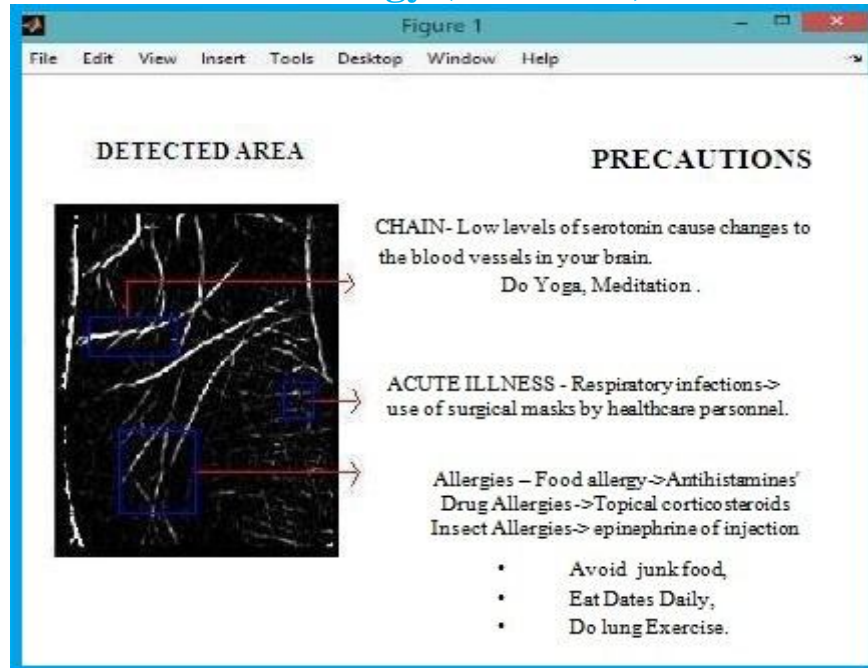 Figure 1
File Edit View Insert Tools Desktop Window Help
DETECTED AREA
PRECAUTIONS
CHAIN- Low levels of serotonin cause changes to
the blood vessels in your brain.
Do Yoga, Meditation .
ACUTE ILLNESS - Respiratory infections->
use of surgical masks by healthcare personnel.
Allergies – Food allergy->Antihistamines'
Drug Allergies->Topical corticosteroids
Insect Allergies-> epinephrine of injection
• Avoid junk food,
• Eat Dates Daily,
• Do lung Exercise.